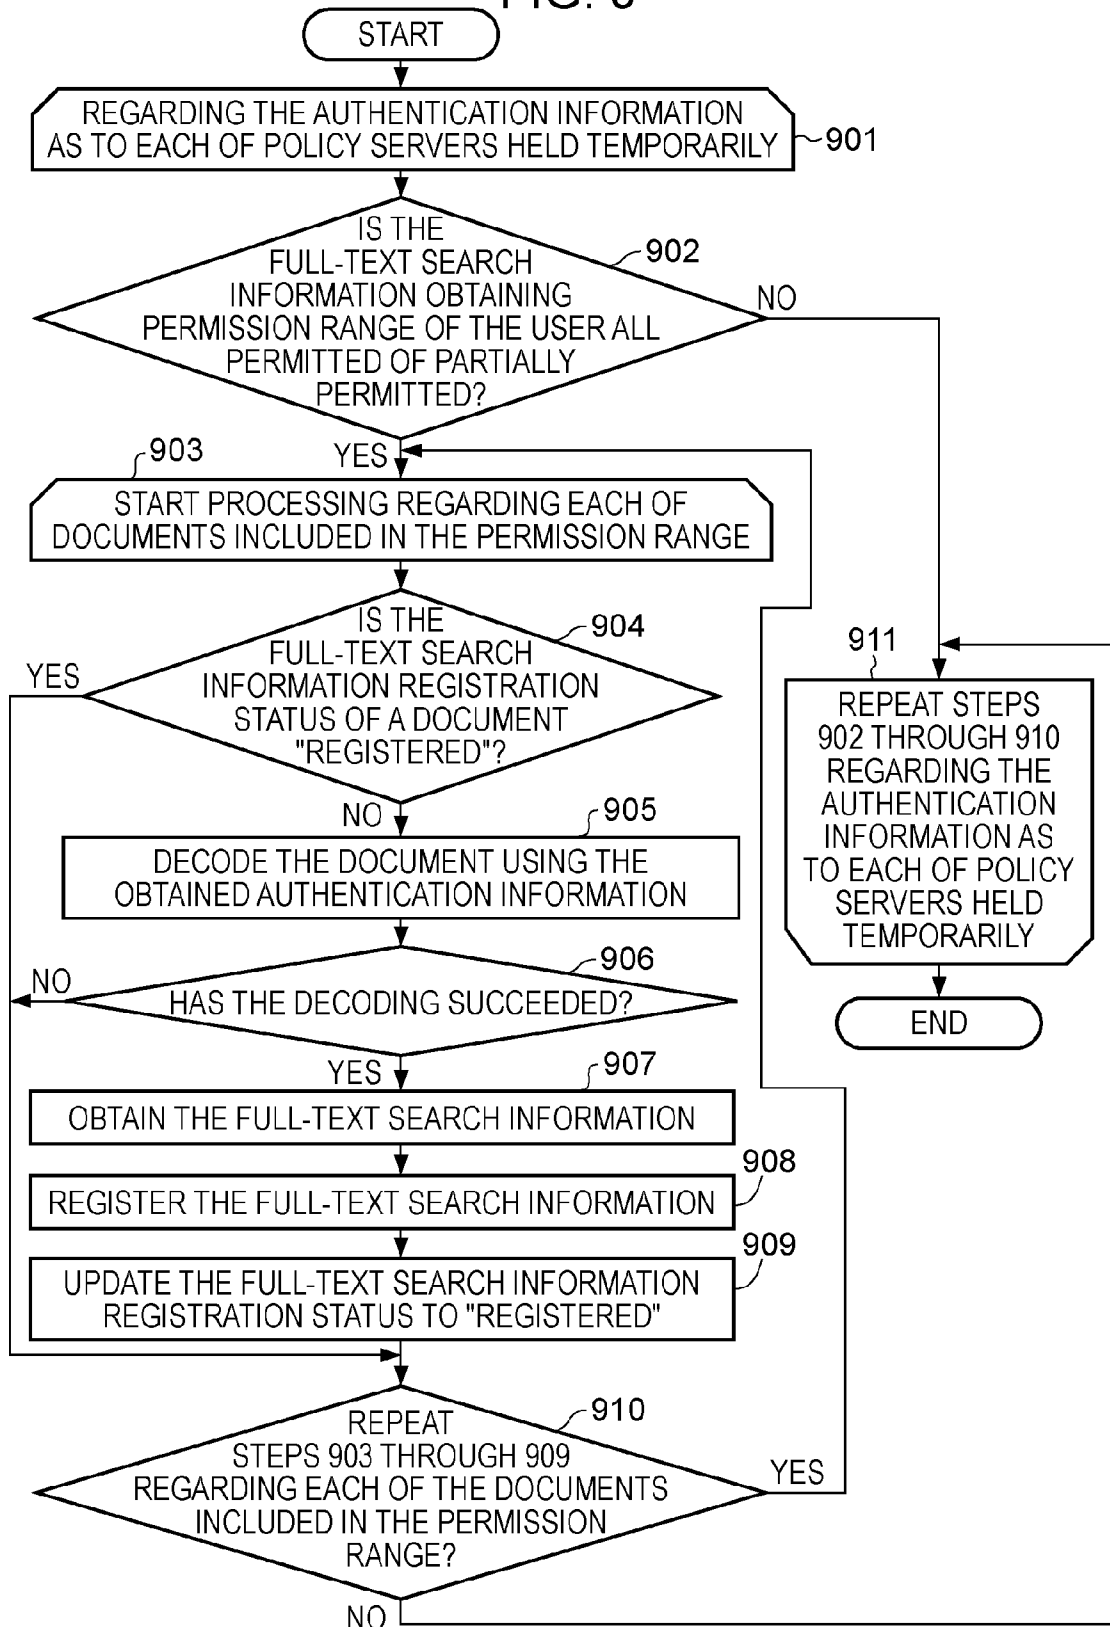 START
REGARDING THE AUTHENTICATION INFORMATION
AS TO EACH OF POLICY SERVERS HELD TEMPORARILY
901
IS THE
FULL-TEXT SEARCH
INFORMATION OBTAINING
PERMISSION RANGE OF THE USER ALL
PERMITTED OF PARTIALLY
PERMITTED?
902
NO
YES
903
START PROCESSING REGARDING EACH OF
DOCUMENTS INCLUDED IN THE PERMISSION RANGE
IS THE
FULL-TEXT SEARCH
INFORMATION REGISTRATION
STATUS OF A DOCUMENT
"REGISTERED"?
904
YES
NO
905
DECODE THE DOCUMENT USING THE
OBTAINED AUTHENTICATION INFORMATION
906
HAS THE DECODING SUCCEEDED?
NO
YES
907
OBTAIN THE FULL-TEXT SEARCH INFORMATION
908
REGISTER THE FULL-TEXT SEARCH INFORMATION
909
UPDATE THE FULL-TEXT SEARCH INFORMATION
REGISTRATION STATUS TO "REGISTERED"
910
REPEAT
STEPS 903 THROUGH 909
REGARDING EACH OF THE DOCUMENTS
INCLUDED IN THE PERMISSION
RANGE?
YES
NO
911
REPEAT STEPS
902 THROUGH 910
REGARDING THE
AUTHENTICATION
INFORMATION AS
TO EACH OF POLICY
SERVERS HELD
TEMPORARILY
END